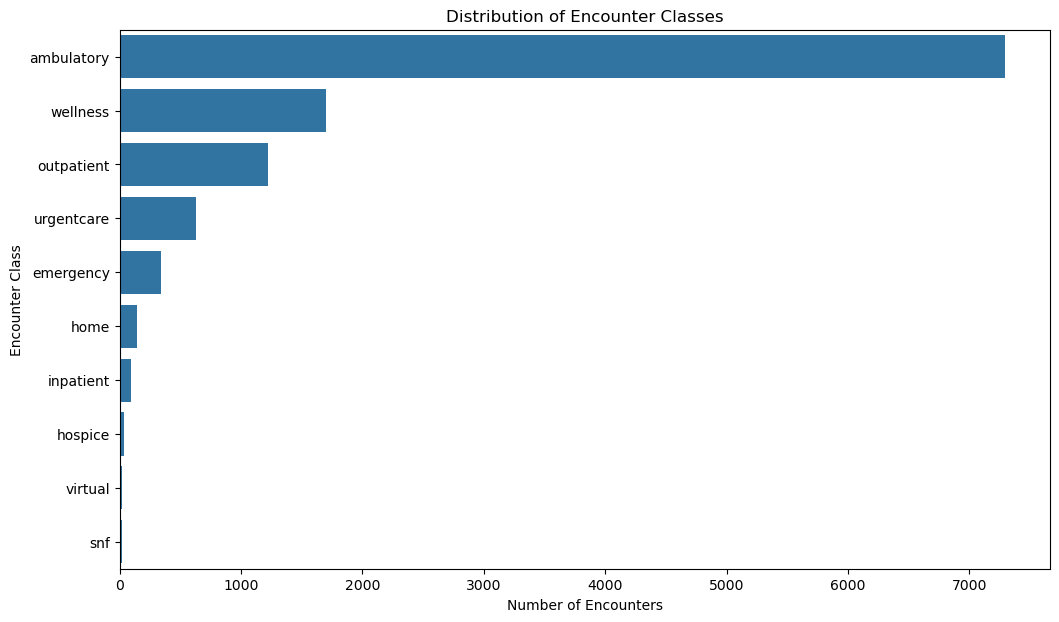 Distribution of Encounter Classes
Encounter Class
ambulatory
wellness
outpatient
urgentcare
emergency
home
inpatient
hospice
virtual
snf
0 1000 2000 3000 4000 5000 6000 7000
Number of Encounters